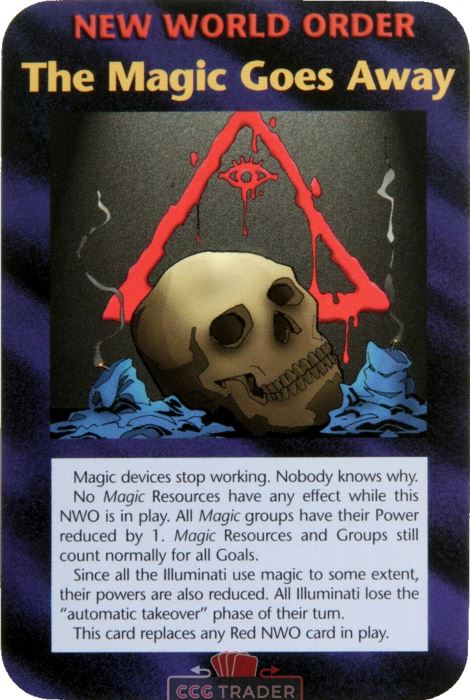 NEW WORLD ORDER
The Magic Goes Away
Magic devices stop working. Nobody knows why.
No Magic Resources have any effect while this
NWO is in play. All Magic groups have their Power
reduced by 1. Magic Resources and Groups still
count normally for all Goals.
Since all the Illuminati use magic to some extent,
their powers are also reduced. All Illuminati lose the
“automatic takeover” phase of their turn.
This card replaces any Red NWO card in play.
CCG TRADER